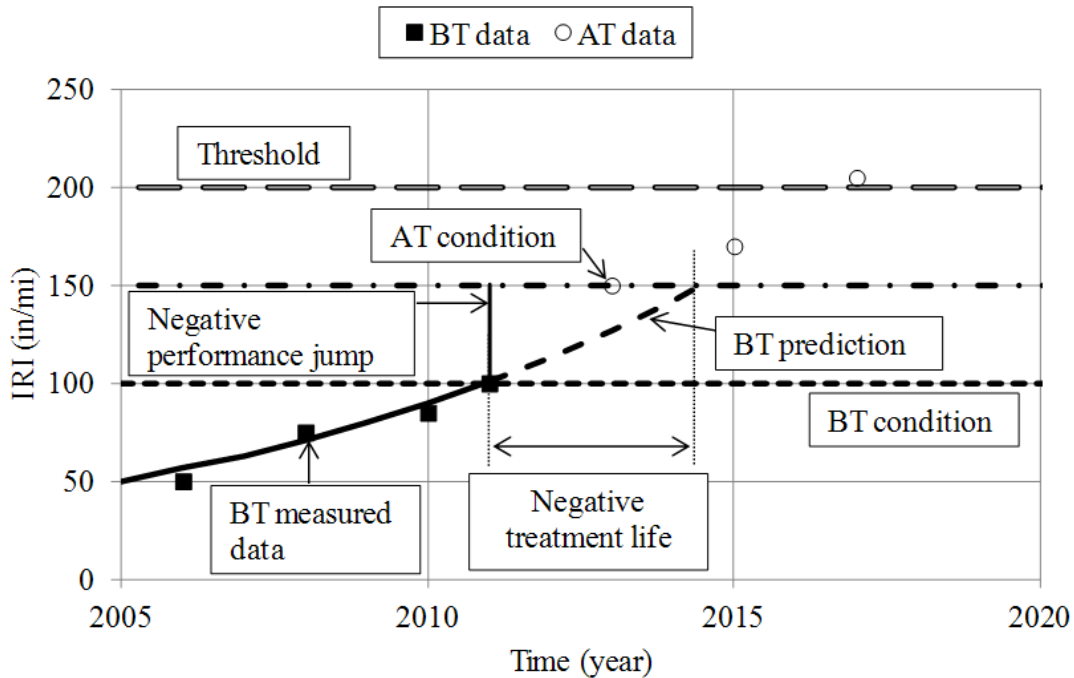 BT data AT data
250
200
150
100
50
0
IRI (in/mi)
Threshold
AT condition
Negative
performance jump
BT prediction
BT condition
BT measured
data
Negative
treatment life
2005 2010 2015 2020
Time (year)